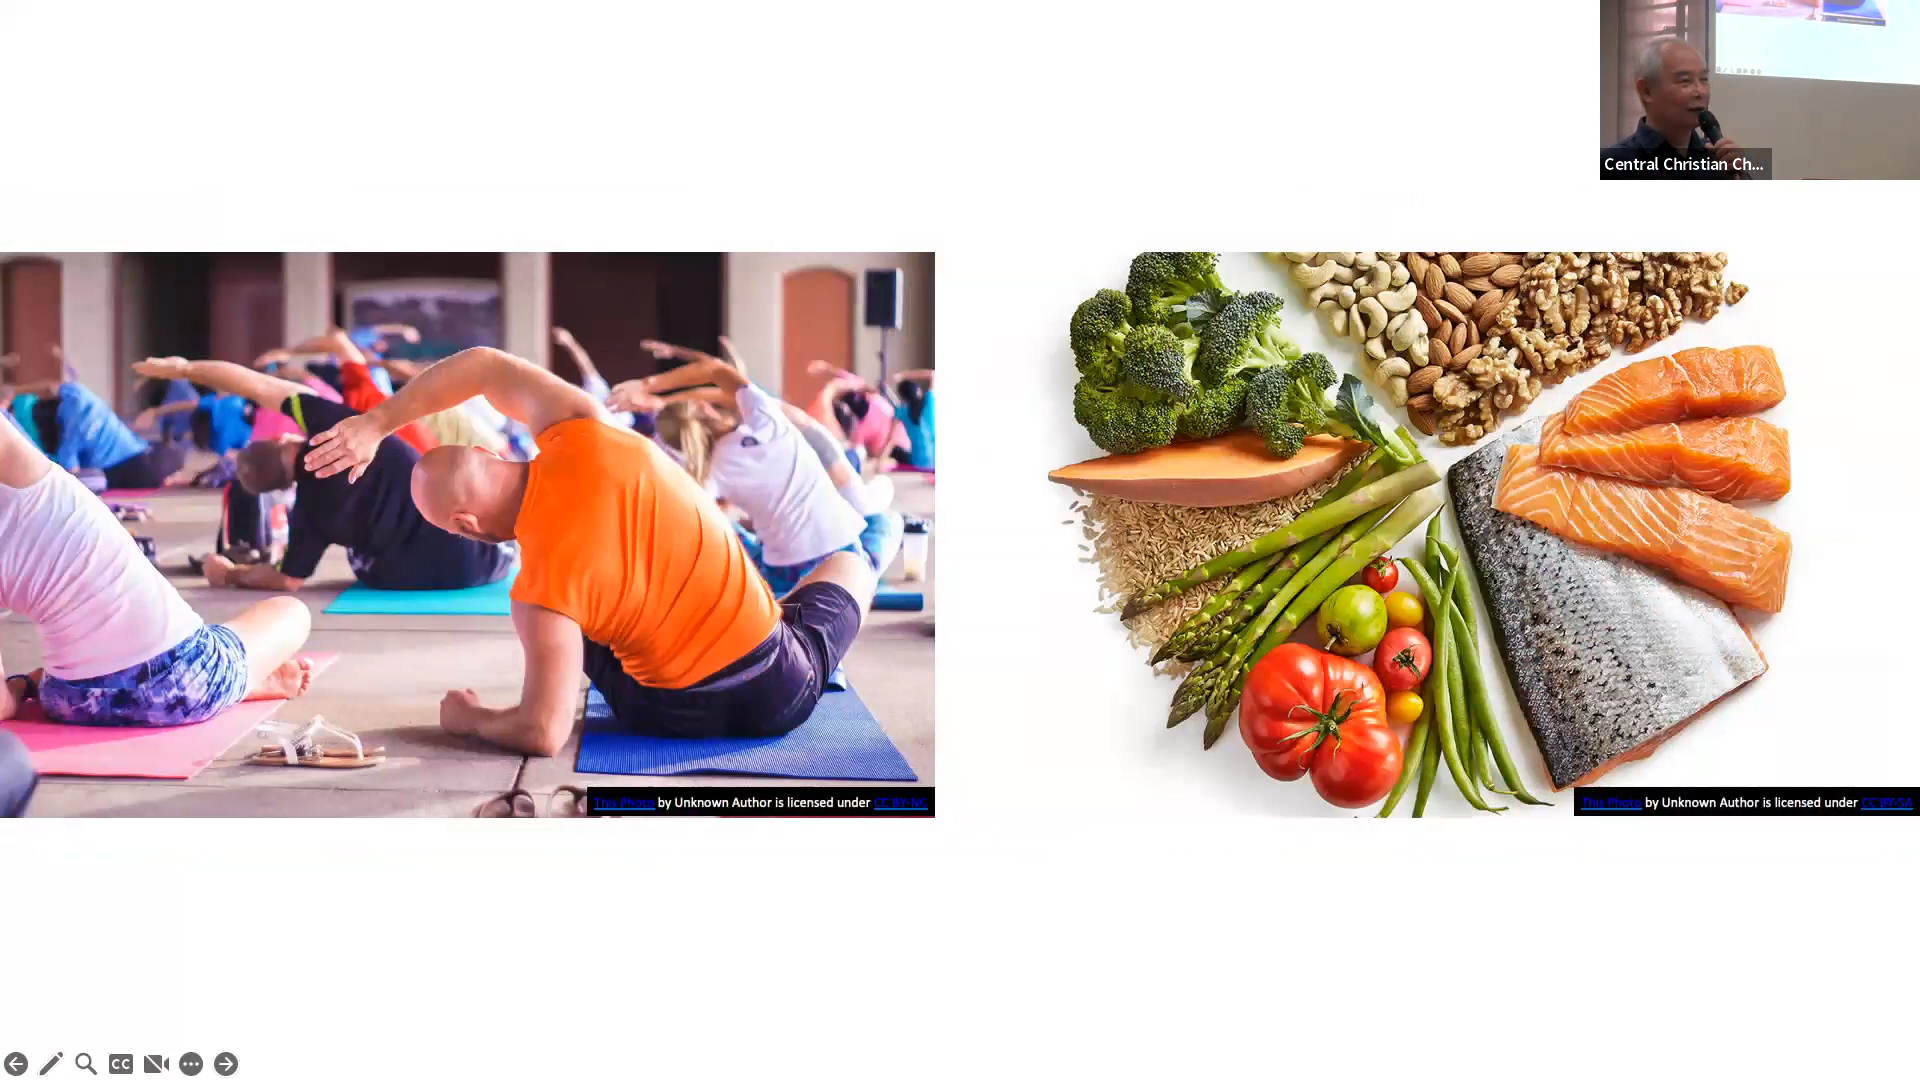 Central Christian Ch...
This Photo by Unknown Author is licensed under CC BY-NC
This Photo by Unknown Author is licensed under CC BY-SA
CC